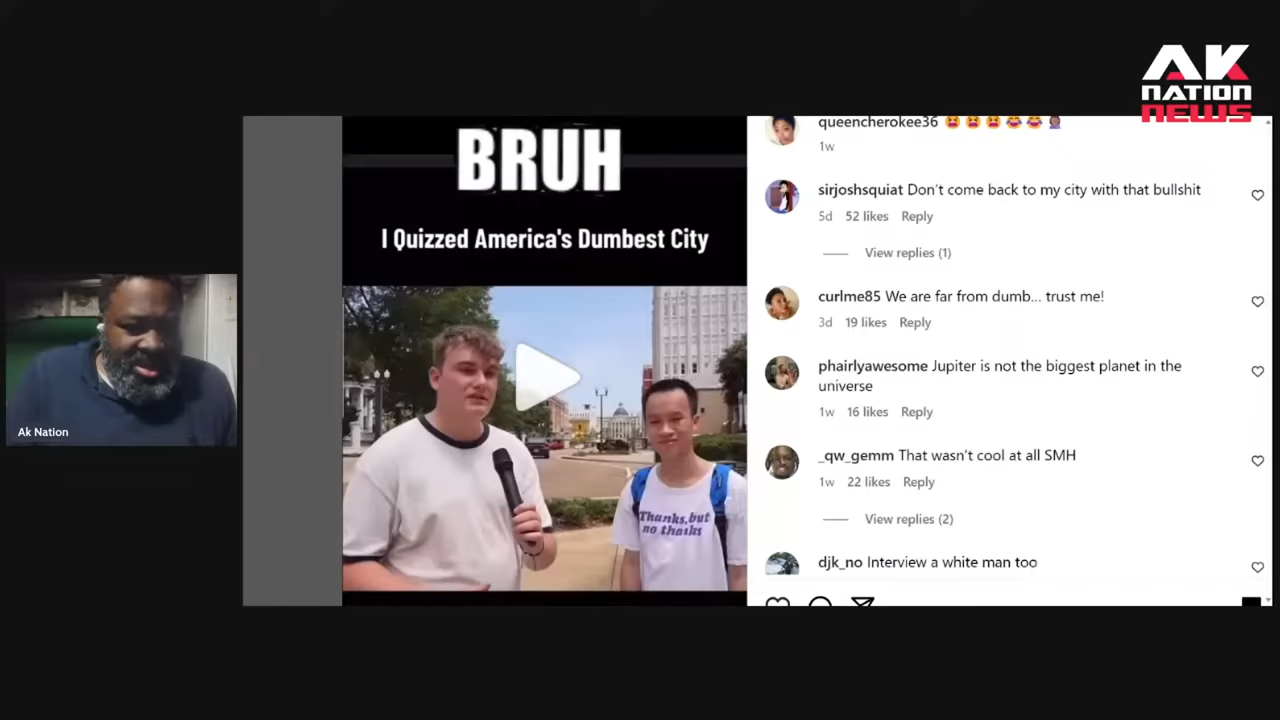 AK
NATION
NEWS
BRUH
I Quizzed America's Dumbest City
Thanks, but
no thanks
Ak Nation
queencherokee36 😫 😫 😫 😂 😂 🤦🏾‍♀️
1w
sirjoshsquiat Don't come back to my city with that bullshit
5d 52 likes Reply
View replies (1)
curlme85 We are far from dumb... trust me!
3d 19 likes Reply
phairlyawesome Jupiter is not the biggest planet in the
universe
1w 16 likes Reply
_qw_gemm That wasn't cool at all SMH
1w 22 likes Reply
View replies (2)
djk_no Interview a white man too